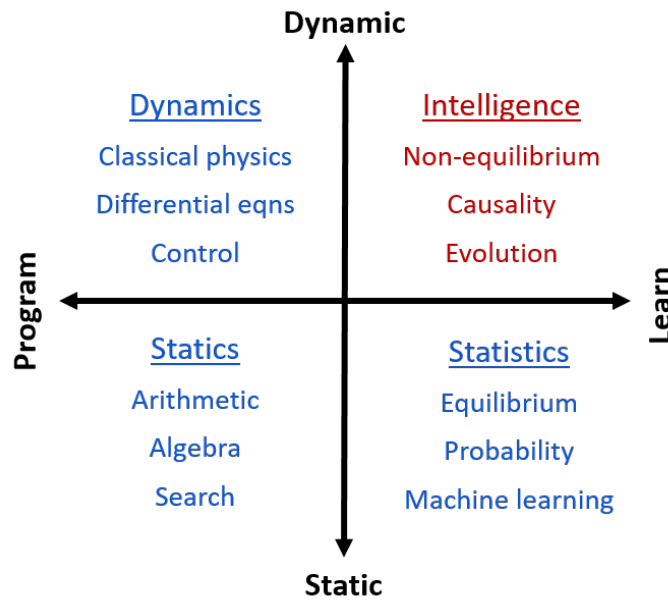 Dynamic
Dynamics
Classical physics
Differential eqns
Control
Intelligence
Non-equilibrium
Causality
Evolution
Program
Learn
Statics
Arithmetic
Algebra
Search
Statistics
Equilibrium
Probability
Machine learning
Static